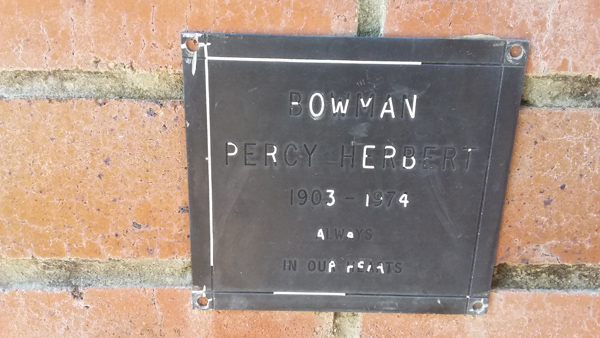 BOWMAN
PERCY HERBERT
1903 - 1974
ALWAYS
IN OUR HEARTS